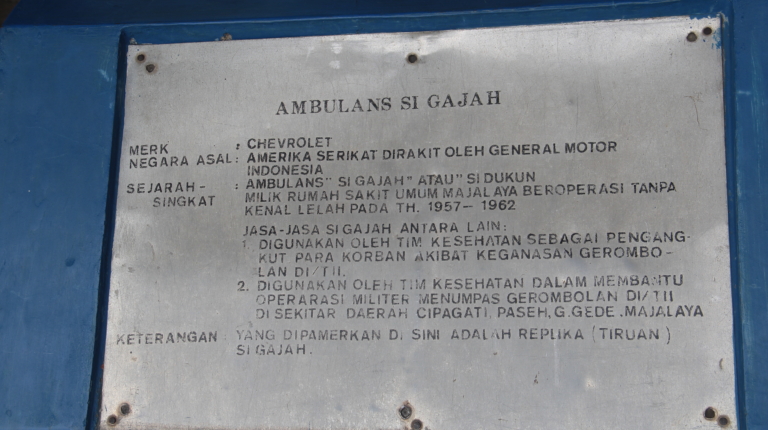 AMBULANS SI GAJAH
MERK : CHEVROLET
NEGARA ASAL : AMERIKA SERIKAT DIRAKIT OLEH GENERAL MOTOR
INDONESIA
SEJARAH - : AMBULANS" SI GAJAH" ATAU" SI DUKUN
SINGKAT MILIK RUMAH SAKIT UMUM MAJALAYA BEROPERASI TANPA
KENAL LELAH PADA TH. 1957 - 1962
JASA-JASA SI GAJAH ANTARA LAIN:
1. DIGUNAKAN OLEH TIM KESEHATAN SEBAGAI PENGANG-
KUT PARA KORBAN AKIBAT KEGANASAN GEROMBO-
LAN DI/TII.
2. DIGUNAKAN OLEH TIM KESEHATAN DALAM MEMBANTU
OPERARASI MILITER MENUMPAS GEROMBOLAN DI/TII
DI SEKITAR DAERAH CIPAGATI, PASEH, G.GEDE .MAJALAYA
KETERANGAN : YANG DIPAMERKAN DI SINI ADALAH REPLIKA (TIRUAN)
SI GAJAH.